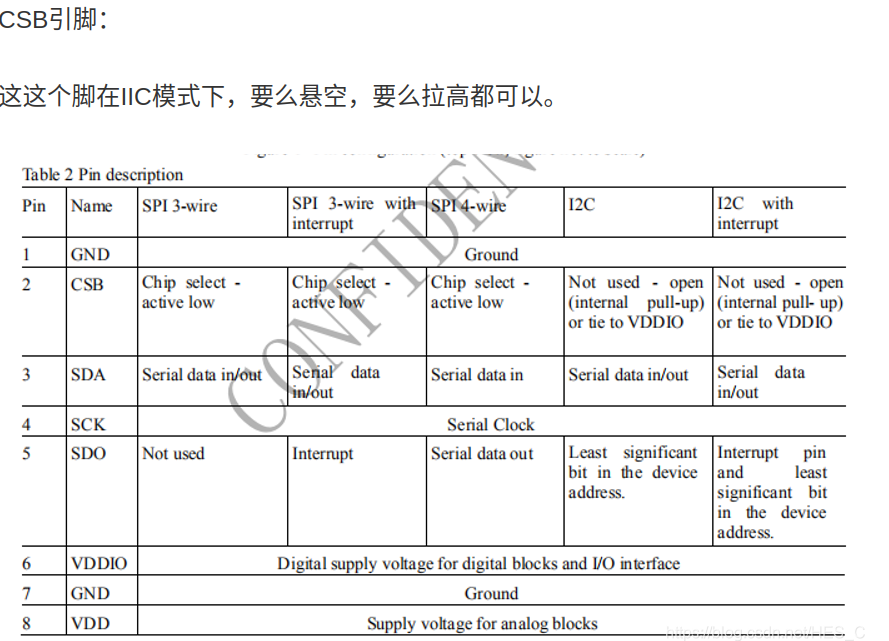 CSB引脚：
这这个脚在IIC模式下，要么悬空，要么拉高都可以。
Table 2 Pin description
Pin Name SPI 3-wire SPI 3-wire with interrupt SPI 4-wire I2C I2C with interrupt
1 GND Ground
2 CSB Chip select - active low Chip select - active low Chip select - active low Not used - open (internal pull-up) or tie to VDDIO Not used - open (internal pull- up) or tie to VDDIO
3 SDA Serial data in/out Serial data in/out Serial data in Serial data in/out Serial data in/out
4 SCK Serial Clock
5 SDO Not used Interrupt Serial data out Least significant bit in the device address. Interrupt pin and least significant bit in the device address.
6 VDDIO Digital supply voltage for digital blocks and I/O interface
7 GND Ground
8 VDD Supply voltage for analog blocks
CONFIDEN
https://blog.csdn.net/HES_C